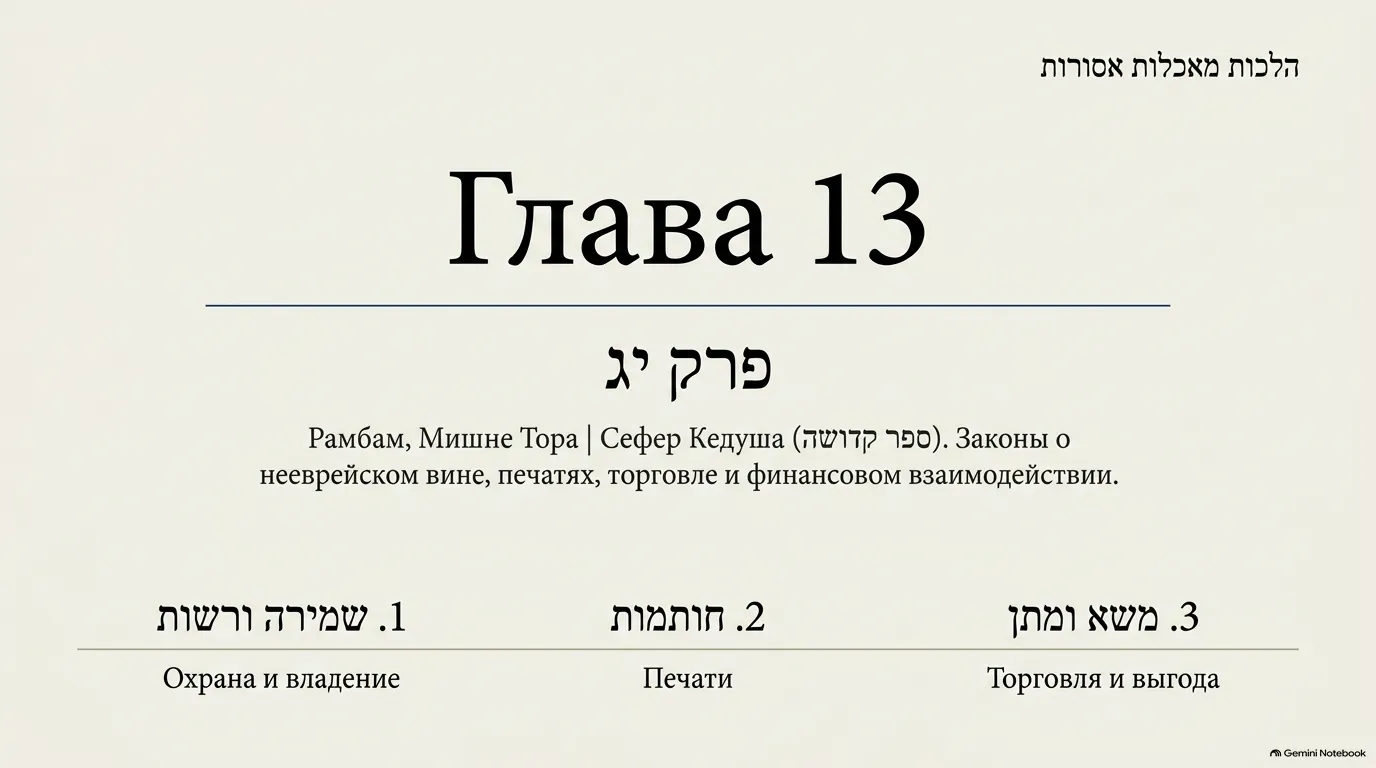 הלכות מאכלות אסורות
Глава 13
פרק יג
Рамбам, Мишне Тора | Сефер Кедуша (ספר קדושה). Законы о
нееврейском вине, печатях, торговле и финансовом взаимодействии.
1. שמירה ורשות
Охрана и владение
2. חותמות
Печати
3. משא ומתן
Торговля и выгода
Gemini Notebook